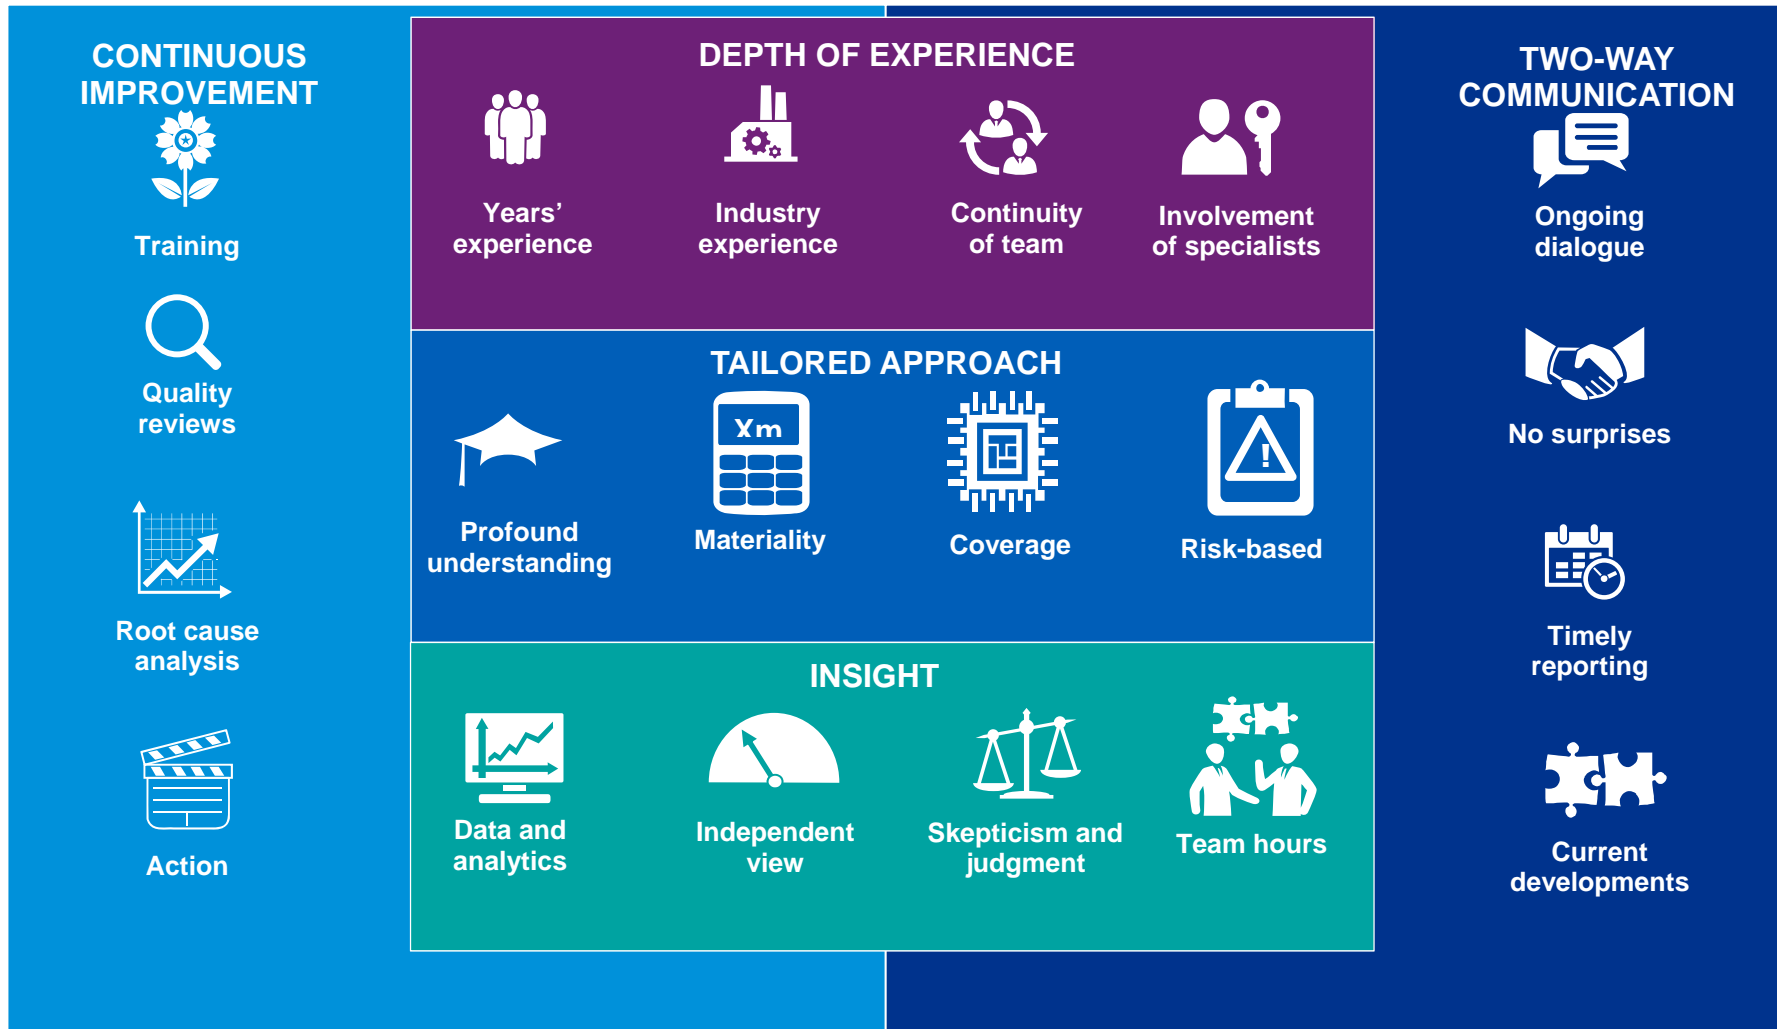 CONTINUOUS
IMPROVEMENT
Training
Quality
reviews
Root cause
analysis
Action
DEPTH OF EXPERIENCE
Years’
experience
Industry
experience
Continuity
of team
Involvement
of specialists
TAILORED APPROACH
Xm
Profound
understanding
Materiality
Coverage
!
Risk-based
INSIGHT
Data and
analytics
Independent
view
Skepticism and
judgment
Team hours
TWO-WAY
COMMUNICATION
Ongoing
dialogue
No surprises
Timely
reporting
Current
developments